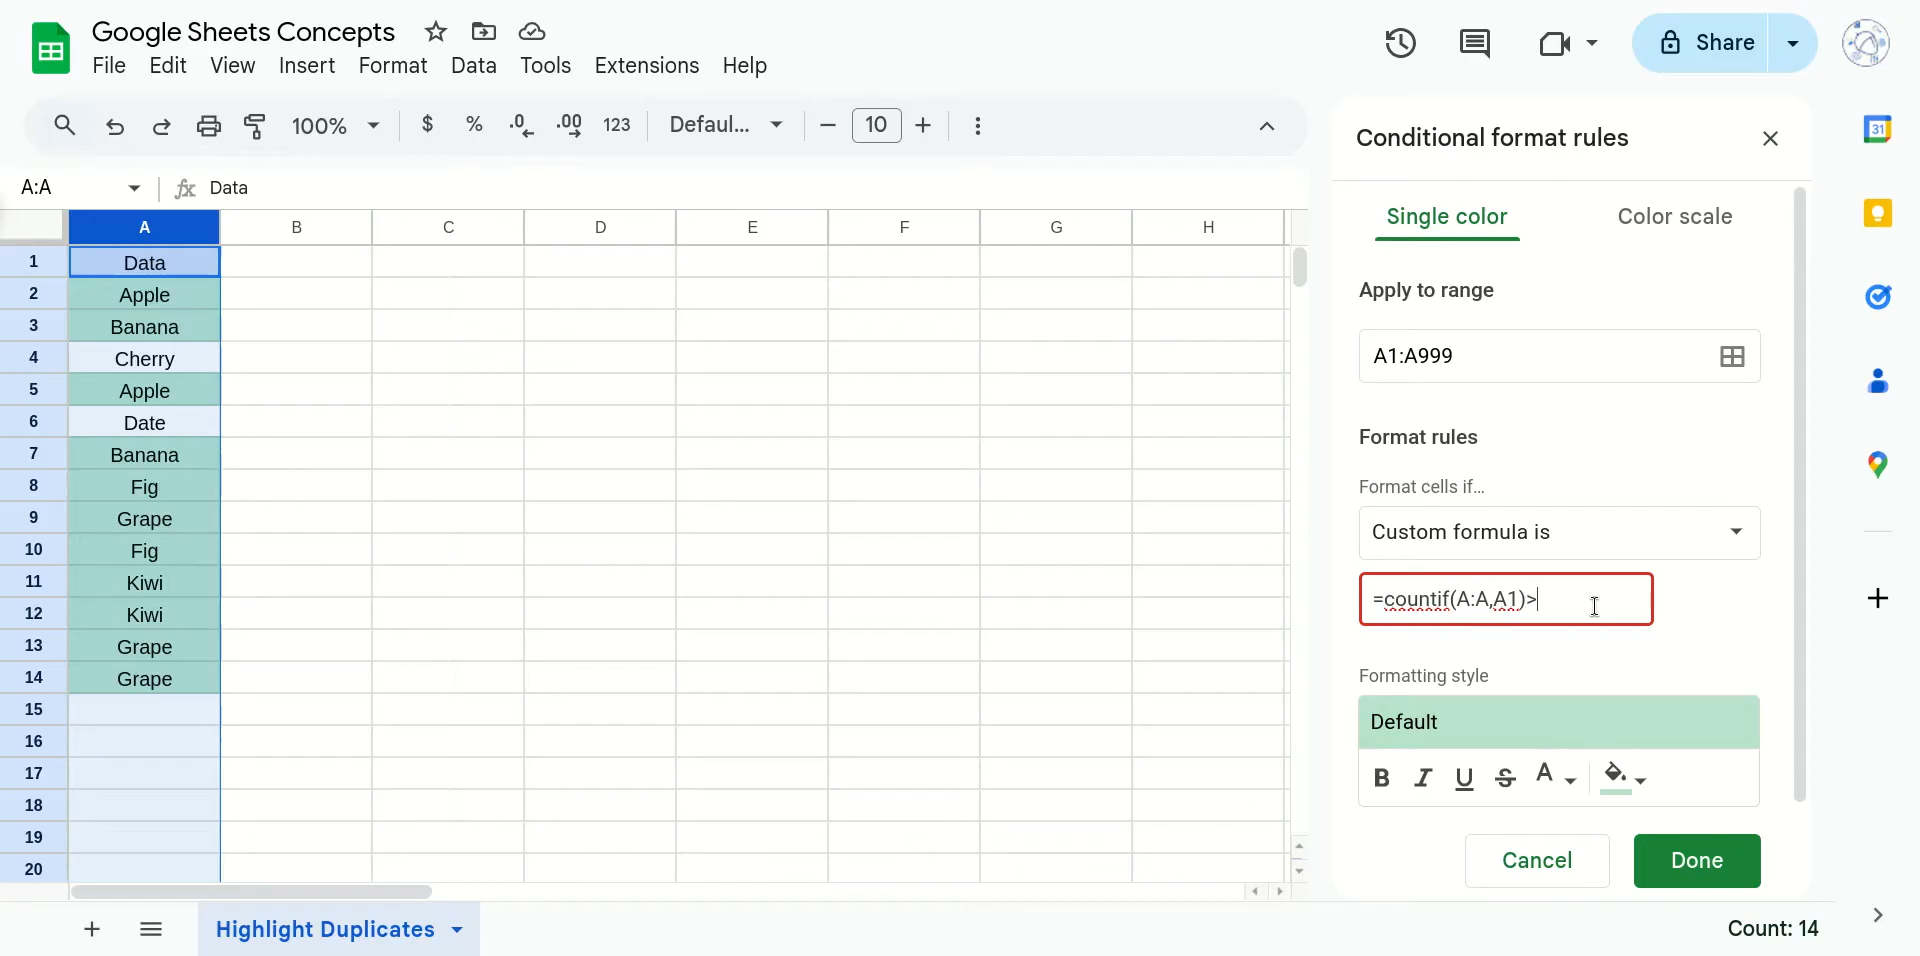 Google Sheets Concepts
File Edit View Insert Format Data Tools Extensions Help
Share
100% $ % .0 .00 123 Defaul... 10
A:A Data
A B C D E F G H
1 Data
2 Apple
3 Banana
4 Cherry
5 Apple
6 Date
7 Banana
8 Fig
9 Grape
10 Fig
11 Kiwi
12 Kiwi
13 Grape
14 Grape
15
16
17
18
19
20
Highlight Duplicates
Count: 14
Conditional format rules
Single color Color scale
Apply to range
A1:A999
Format rules
Format cells if…
Custom formula is
=countif(A:A,A1)>
Formatting style
Default
B I U S A
Cancel Done
31